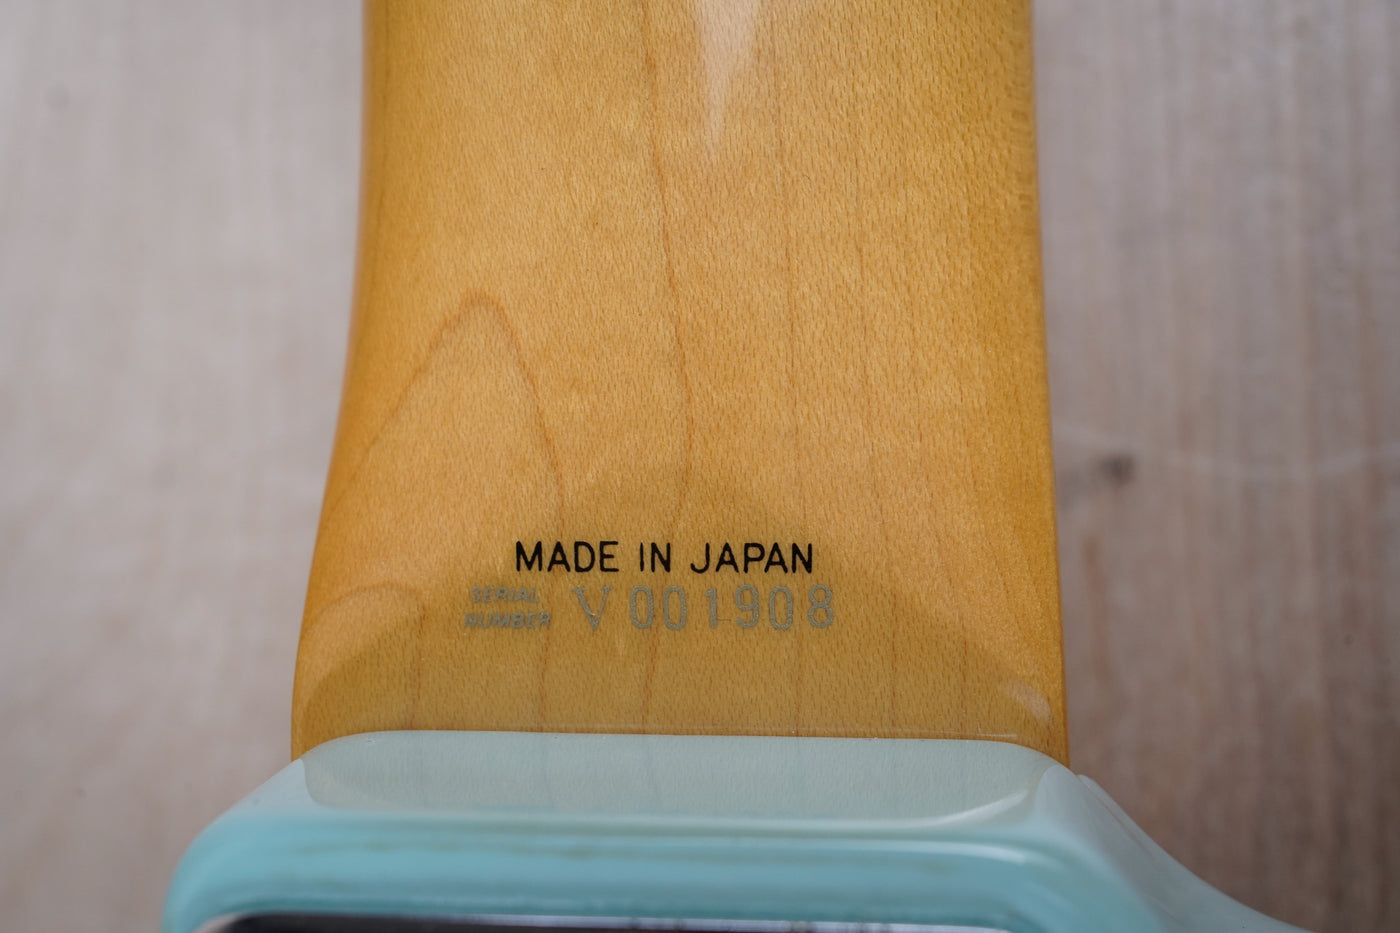 MADE IN JAPAN
SERIAL NUMBER V001908